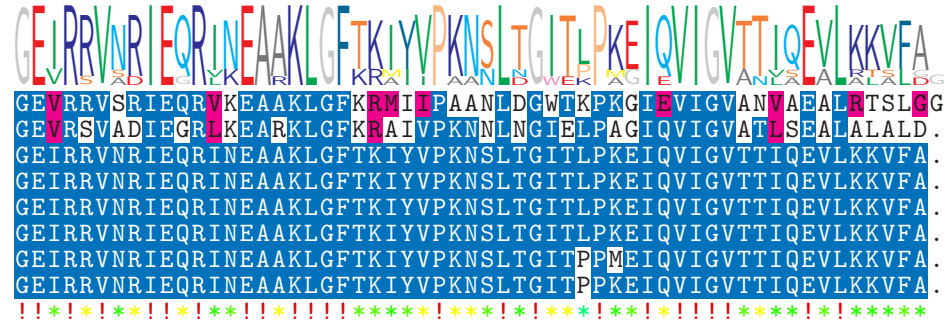 GEIRRVNRIEQRINEAAKLGFTKIYVPKNSLTGITLPKEIQVIGVTTIQEVLKKVFA
GEVRRVSRIEQRVKEAAKLGFKRMIIPAANLDGWTKPKGIEVIGVANVAEALRTSLGG
GEVRSVADIEGRLKEARKLGFKRAIVPKNNLNGIELPAGIQVIGVATLSEALALALD.
GEIRRVNRIEQRINEAAKLGFTKIYVPKNSLTGITLPKEIQVIGVTTIQEVLKKVFA.
GEIRRVNRIEQRINEAAKLGFTKIYVPKNSLTGITLPKEIQVIGVTTIQEVLKKVFA.
GEIRRVNRIEQRINEAAKLGFTKIYVPKNSLTGITLPKEIQVIGVTTIQEVLKKVFA.
GEIRRVNRIEQRINEAAKLGFTKIYVPKNSLTGITPPMEIQVIGVTTIQEVLKKVFA.
GEIRRVNRIEQRINEAAKLGFTKIYVPKNSLTGITPPKEIQVIGVTTIQEVLKKVFA.
!!*!*!**!!*!**!!*!!!!*****!***!*!***!**!*!!!!****!*!*****